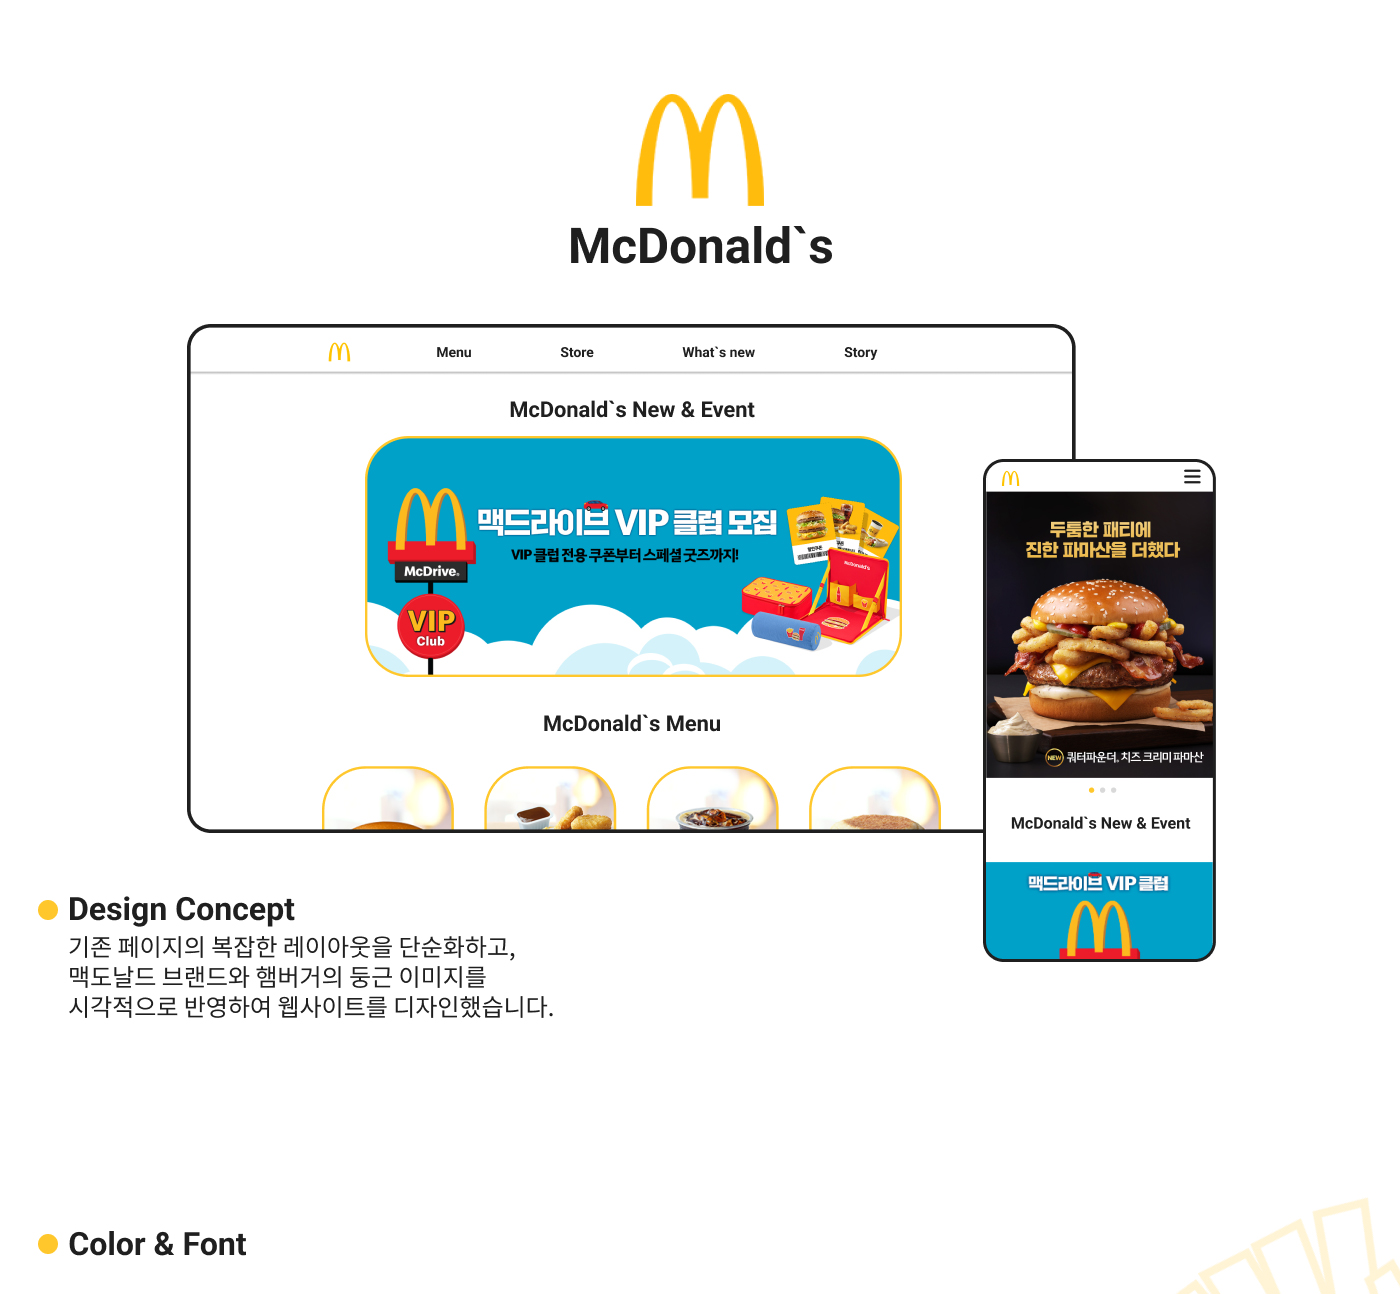 McDonald`s
Menu
Store
What`s new
Story
McDonald`s New & Event
맥드라이브 VIP 클럽 모집
VIP 클럽 전용 쿠폰부터 스페셜 굿즈까지!
McDrive.
VIP
Club
McDonald's
McDonald`s Menu
두툼한 패티에
진한 파마산을 더했다
NEW 쿼터파운더, 치즈 크리미 파마산
McDonald`s New & Event
맥드라이브 VIP 클럽
Design Concept
기존 페이지의 복잡한 레이아웃을 단순화하고,
맥도날드 브랜드와 햄버거의 둥근 이미지를
시각적으로 반영하여 웹사이트를 디자인했습니다.
Color & Font